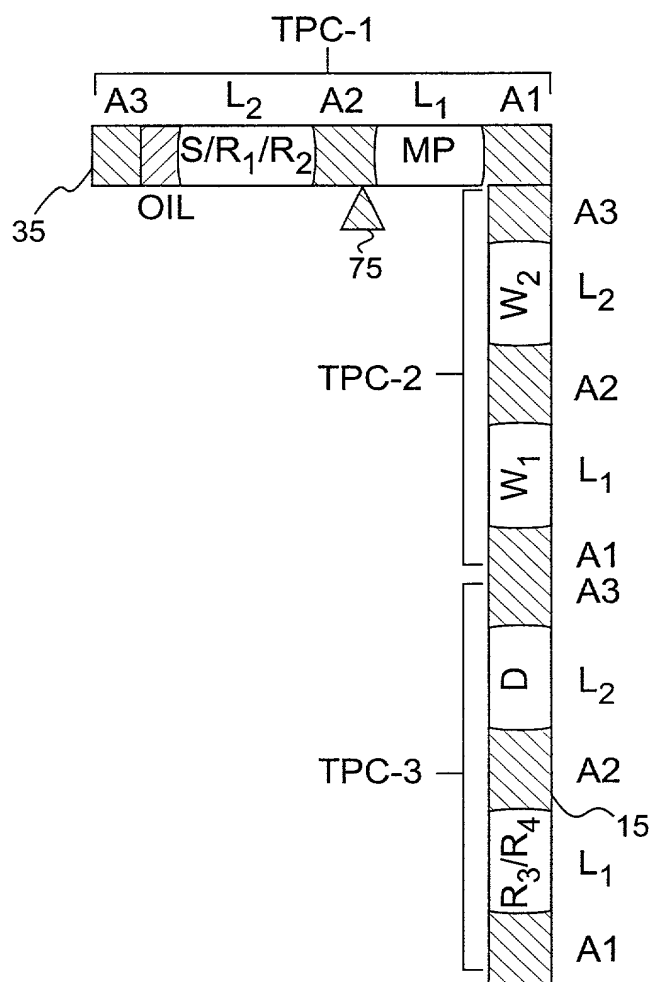 TPC-1
A3 L₂ A2 L₁ A1
S/R₁/R₂ MP
35 OIL 75
A3
W₂ L₂
TPC-2 A2
W₁ L₁
A1
A3
D L₂
TPC-3 A2
15
R₃/R₄ L₁
A1